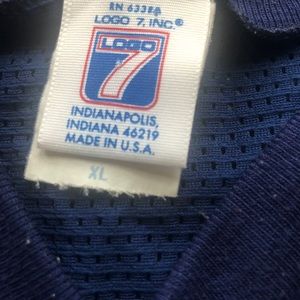 LOGO 7, INC.®
LOGO
7
INDIANAPOLIS,
INDIANA 46219
MADE IN U.S.A.
XL